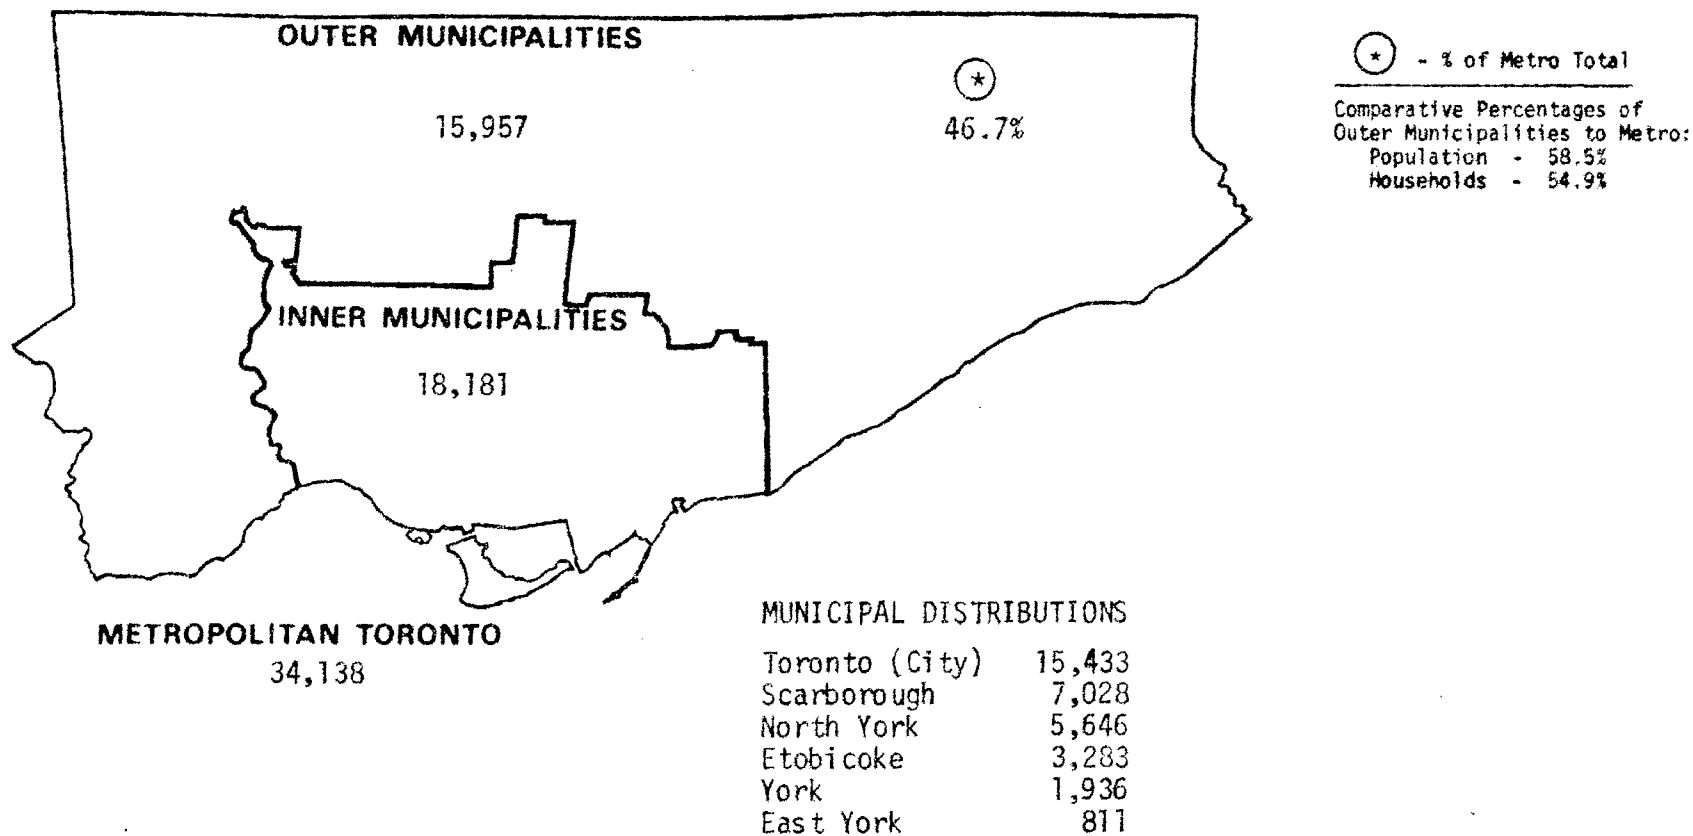 OUTER MUNICIPALITIES
15,957
*
46.7%
* - % of Metro Total
Comparative Percentages of
Outer Municipalities to Metro:
Population - 58.5%
Households - 54.9%
INNER MUNICIPALITIES
18,181
METROPOLITAN TORONTO
34,138
MUNICIPAL DISTRIBUTIONS
Toronto (City) 15,433
Scarborough 7,028
North York 5,646
Etobicoke 3,283
York 1,936
East York 811